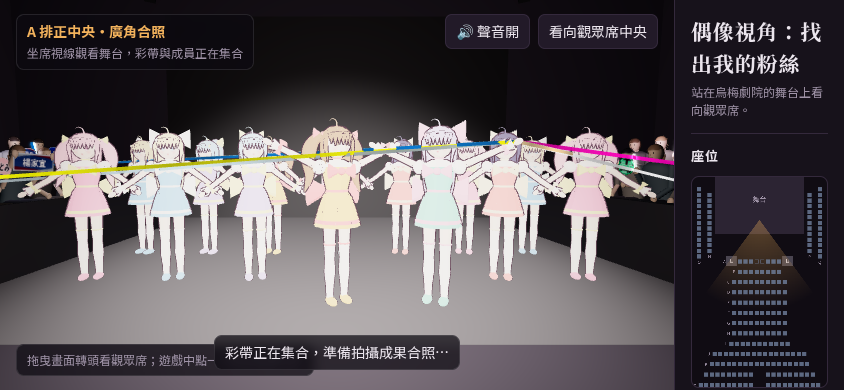 A 排正中央・廣角合照
坐席視線觀看舞台，彩帶與成員正在集合
🔊 聲音開
看向觀眾席中央
楊家宜
拖曳畫面轉頭看觀眾席；遊戲中點一
彩帶正在集合，準備拍攝成果合照…
偶像視角：找
出我的粉絲
站在烏梅劇院的舞台上看
向觀眾席。
座位
舞台